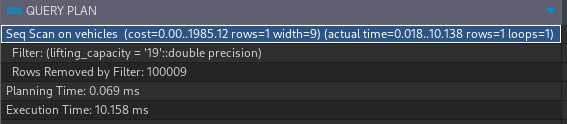 QUERY PLAN
Seq Scan on vehicles (cost=0.00..1985.12 rows=1 width=9) (actual time=0.018..10.138 rows=1 loops=1)
Filter: (lifting_capacity = '19'::double precision)
Rows Removed by Filter: 100009
Planning Time: 0.069 ms
Execution Time: 10.158 ms